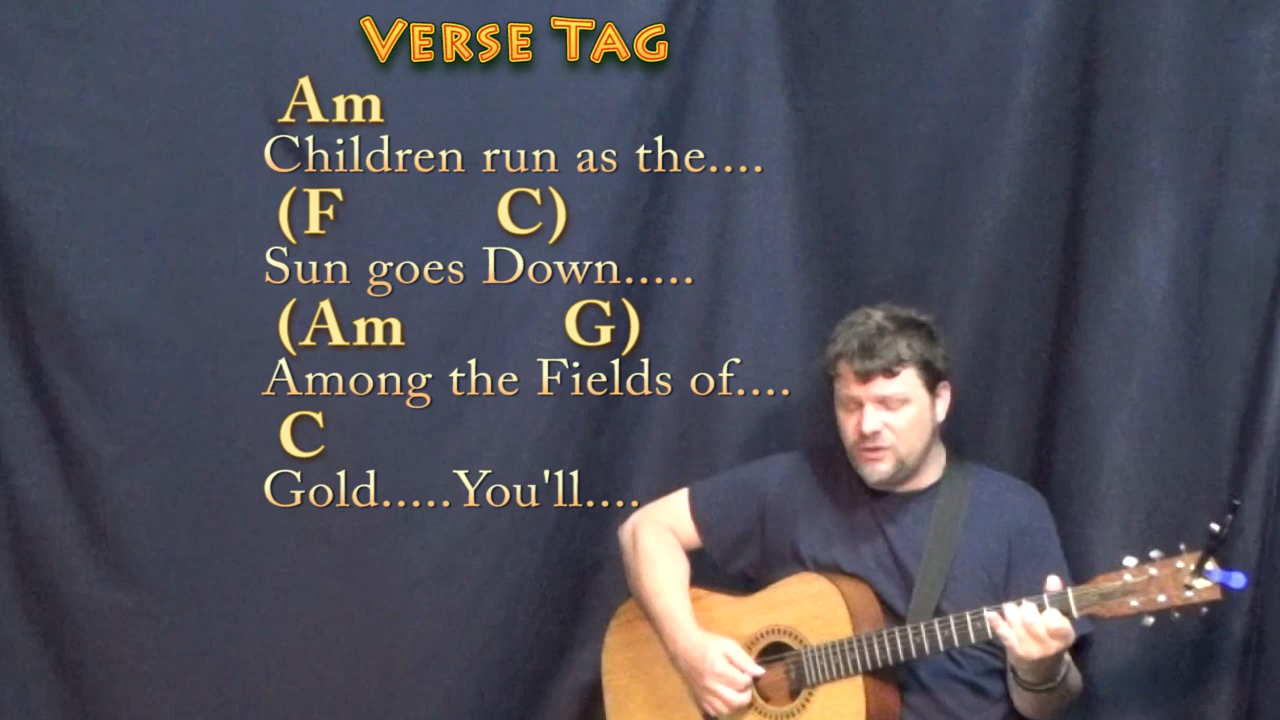 VERSE TAG
Am
Children run as the....
(F C)
Sun goes Down.....
(Am G)
Among the Fields of....
C
Gold.....You'll....